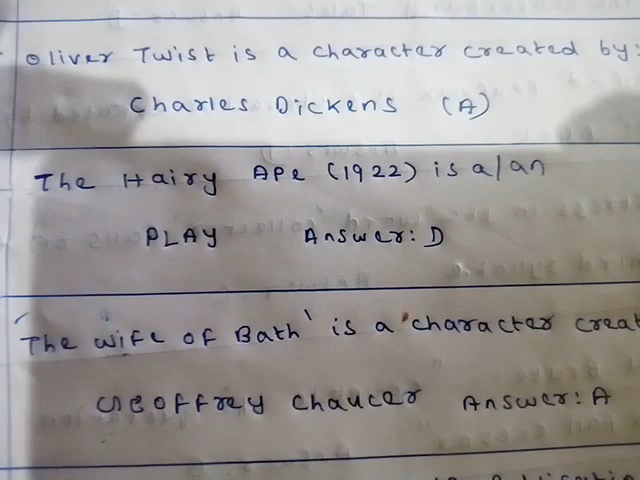 Oliver Twist is a character created by:
Charles Dickens (A)
The Hairy Ape (1922) is a/an
PLAY Answer: D
'The wife of Bath' is a 'character creat
Geoffrey Chaucer Answer: A